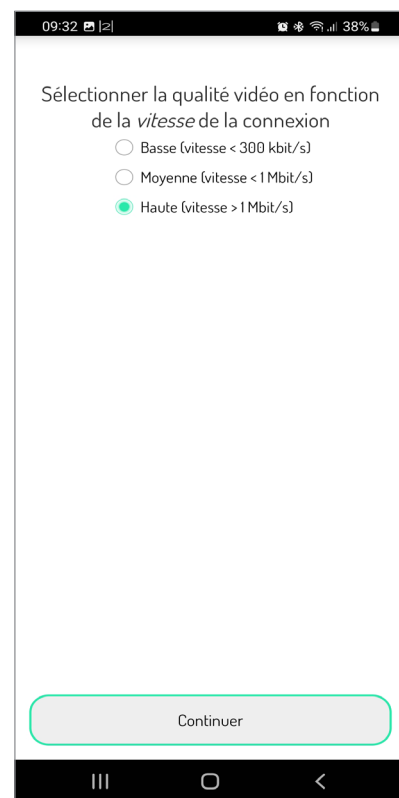 09:32 |2| 38%
Sélectionner la qualité vidéo en fonction
de la vitesse de la connexion
Basse (vitesse < 300 kbit/s)
Moyenne (vitesse < 1 Mbit/s)
Haute (vitesse > 1 Mbit/s)
Continuer